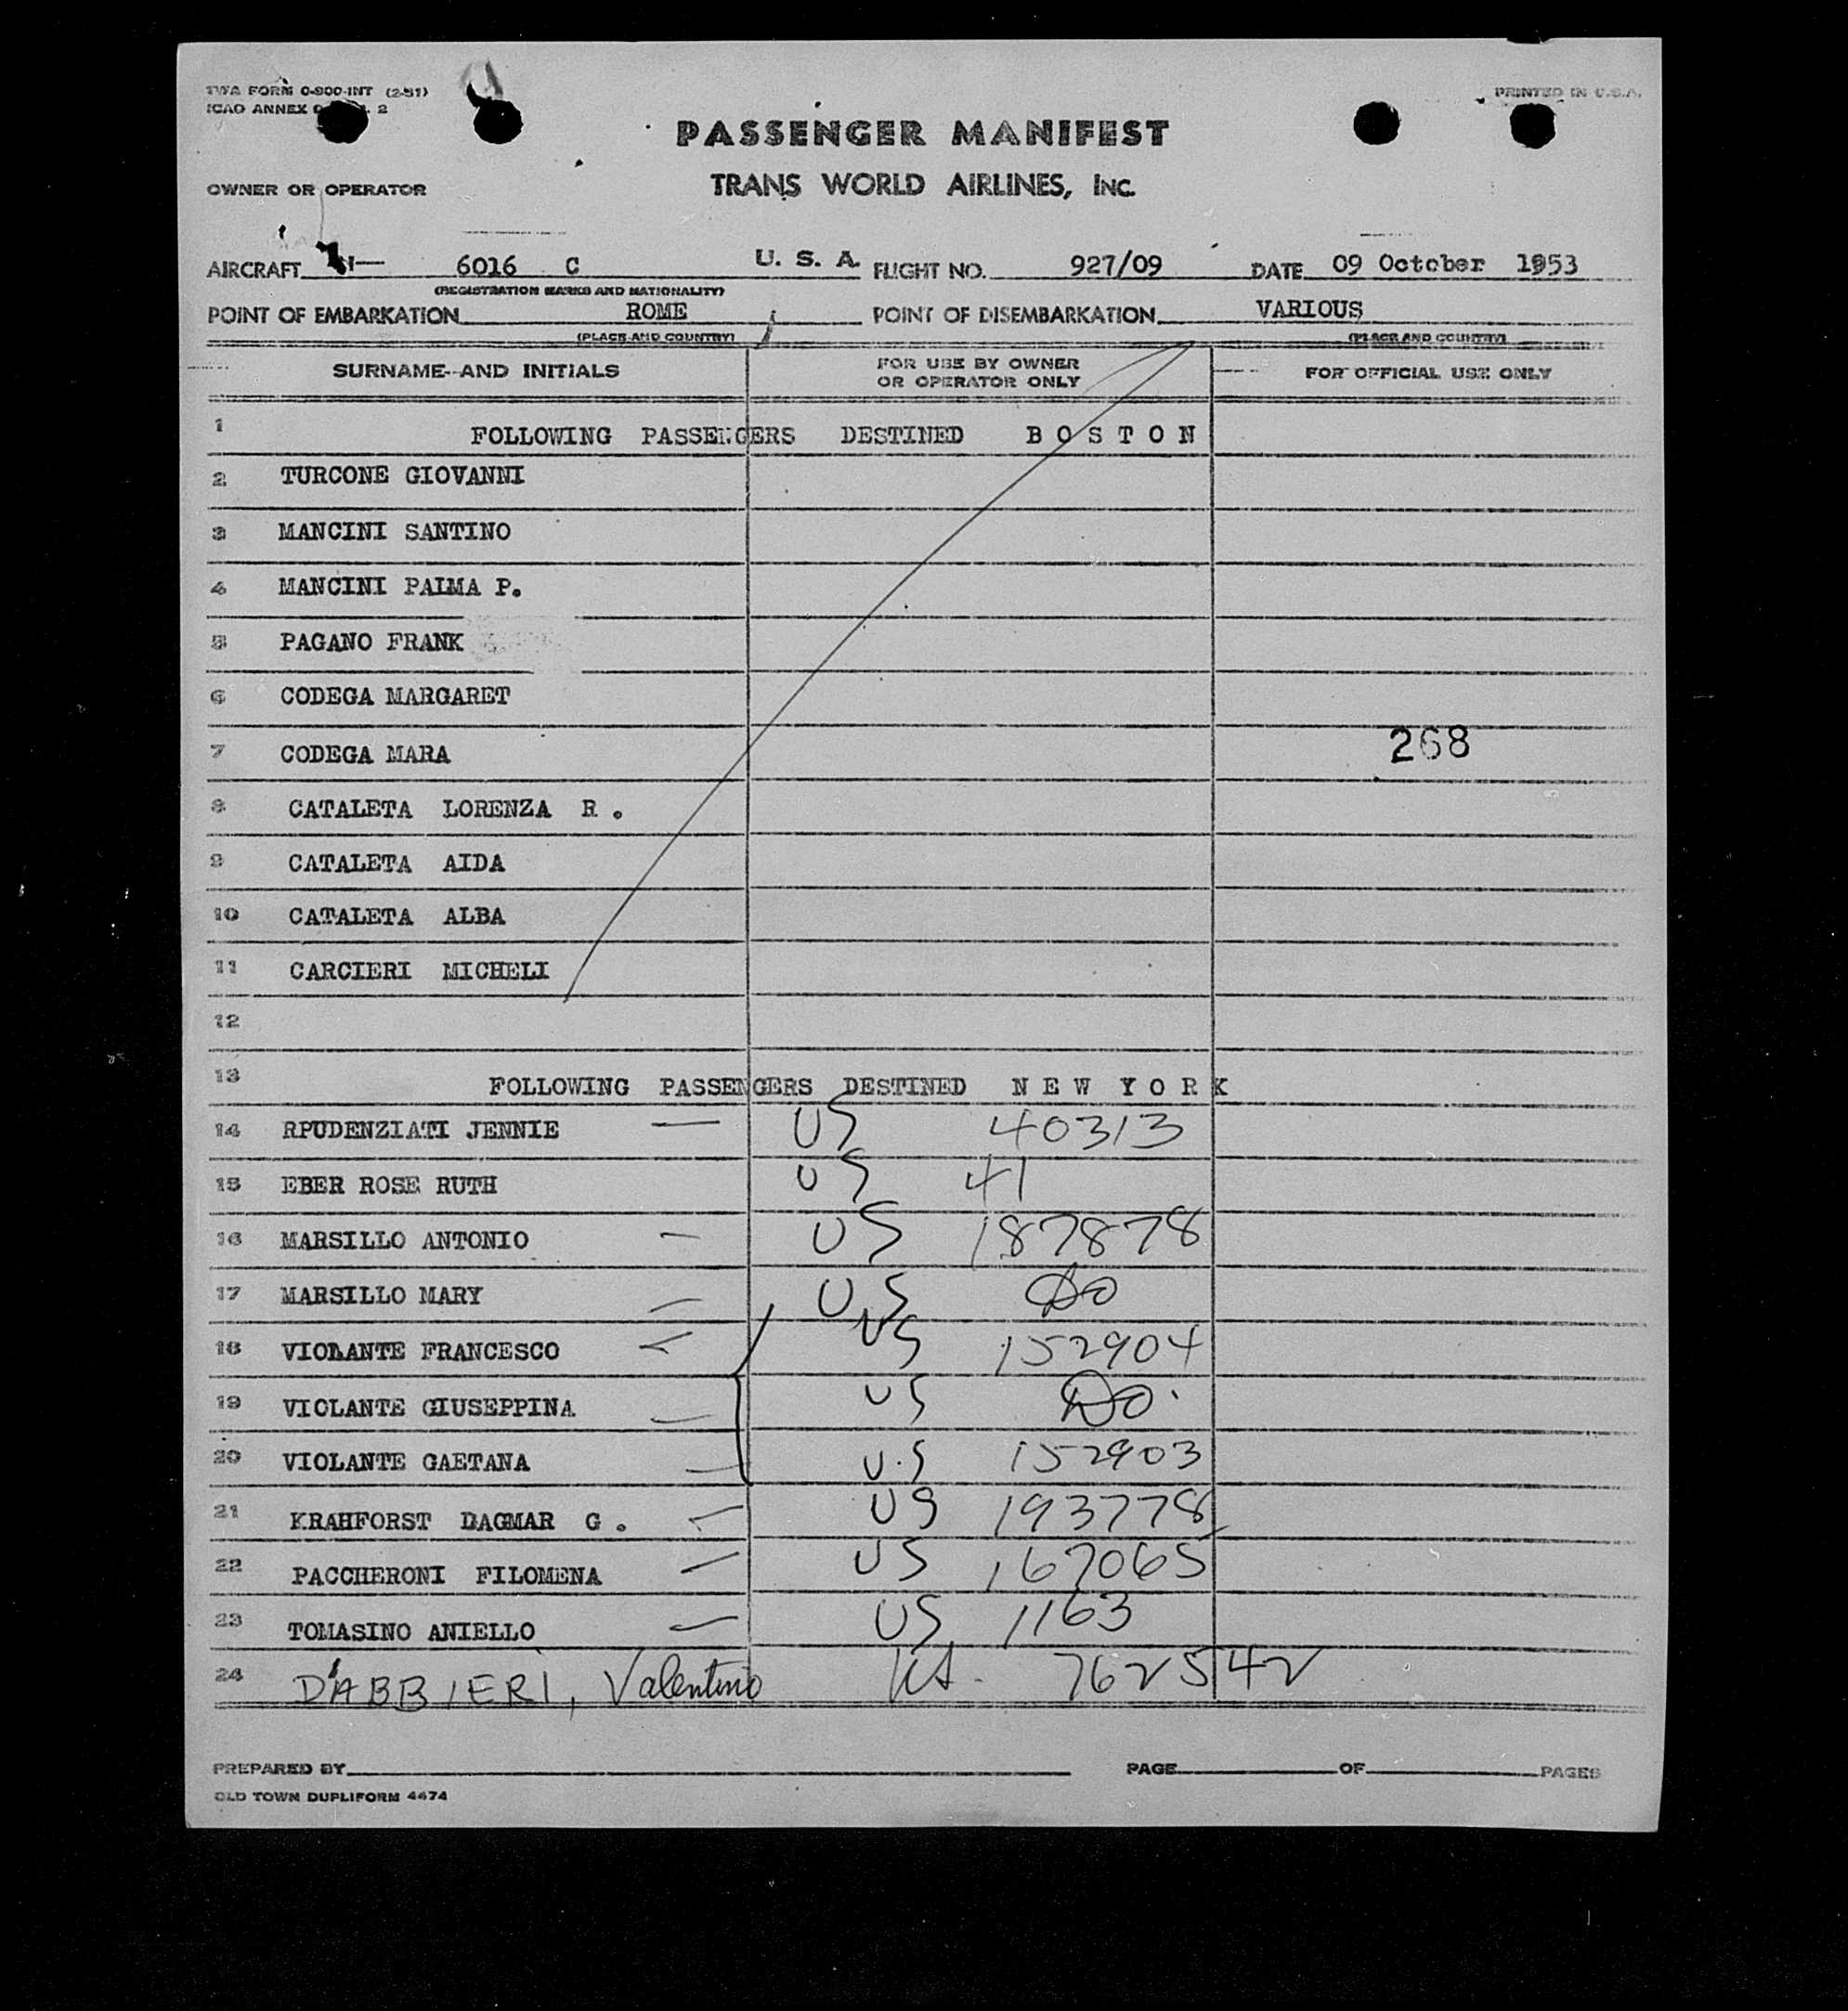 TWA FORM 0-900-INT (2-51)
PRINTED IN U.S.A.
ICAO ANNEX 2
PASSENGER MANIFEST
OWNER OR OPERATOR
TRANS WORLD AIRLINES, INC.
AIRCRAFT N— 6016 C U. S. A. FLIGHT NO. 927/09 DATE 09 October 1953
(REGISTRATION MARKS AND NATIONALITY)
POINT OF EMBARKATION ROME POINT OF DISEMBARKATION VARIOUS
(PLACE AND COUNTRY) (PLACE AND COUNTRY)
SURNAME AND INITIALS FOR USE BY OWNER OR OPERATOR ONLY FOR OFFICIAL USE ONLY
1 FOLLOWING PASSENGERS DESTINED B O S T O N
2 TURCONE GIOVANNI
3 MANCINI SANTINO
4 MANCINI PALMA P.
5 PAGANO FRANK
6 CODEGA MARGARET
7 CODEGA MARA 268
8 CATALETA LORENZA R .
9 CATALETA AIDA
10 CATALETA ALBA
11 CARCIERI MICHELI
12
13 FOLLOWING PASSENGERS DESTINED N E W Y O R K
14 RPUDENZIATI JENNIE — US 40313
15 EBER ROSE RUTH US 41
16 MARSILLO ANTONIO — US 187878
17 MARSILLO MARY — US Do
18 VIOLANTE FRANCESCO — US 152904
19 VIOLANTE GIUSEPPINA — US Do
20 VIOLANTE GAETANA — U.S 152903
21 KRAHFORST DAGMAR G . — US 193778
22 PACCHERONI FILOMENA — US 167065
23 TOMASINO ANIELLO — US 1163
24 D'ABBIERI, Valentino US - 762542
PREPARED BY PAGE OF PAGES
OLD TOWN DUPLIFORM 4474